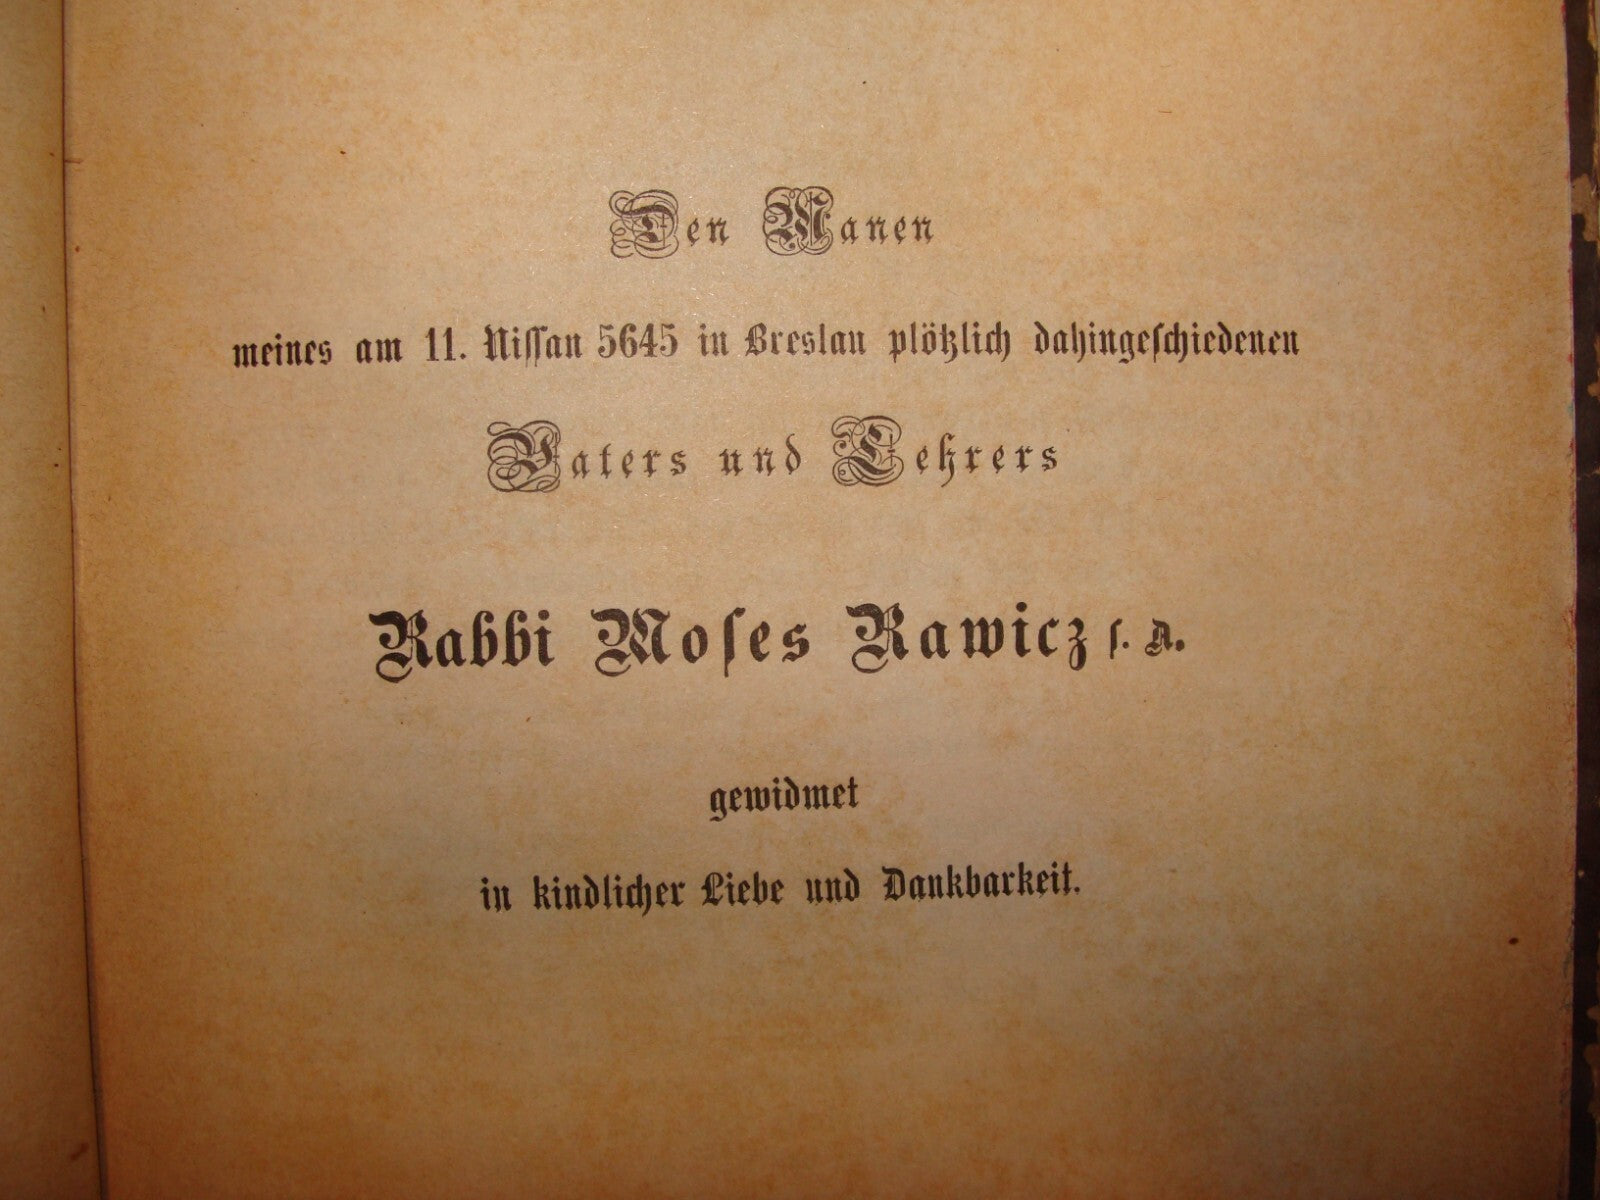 Den Manen
meines am 11. Nissan 5645 in Breslau plötzlich dahingeschiedenen
Vaters und Lehrers
Rabbi Moses Rawicz s. A.
gewidmet
in kindlicher Liebe und Dankbarkeit.